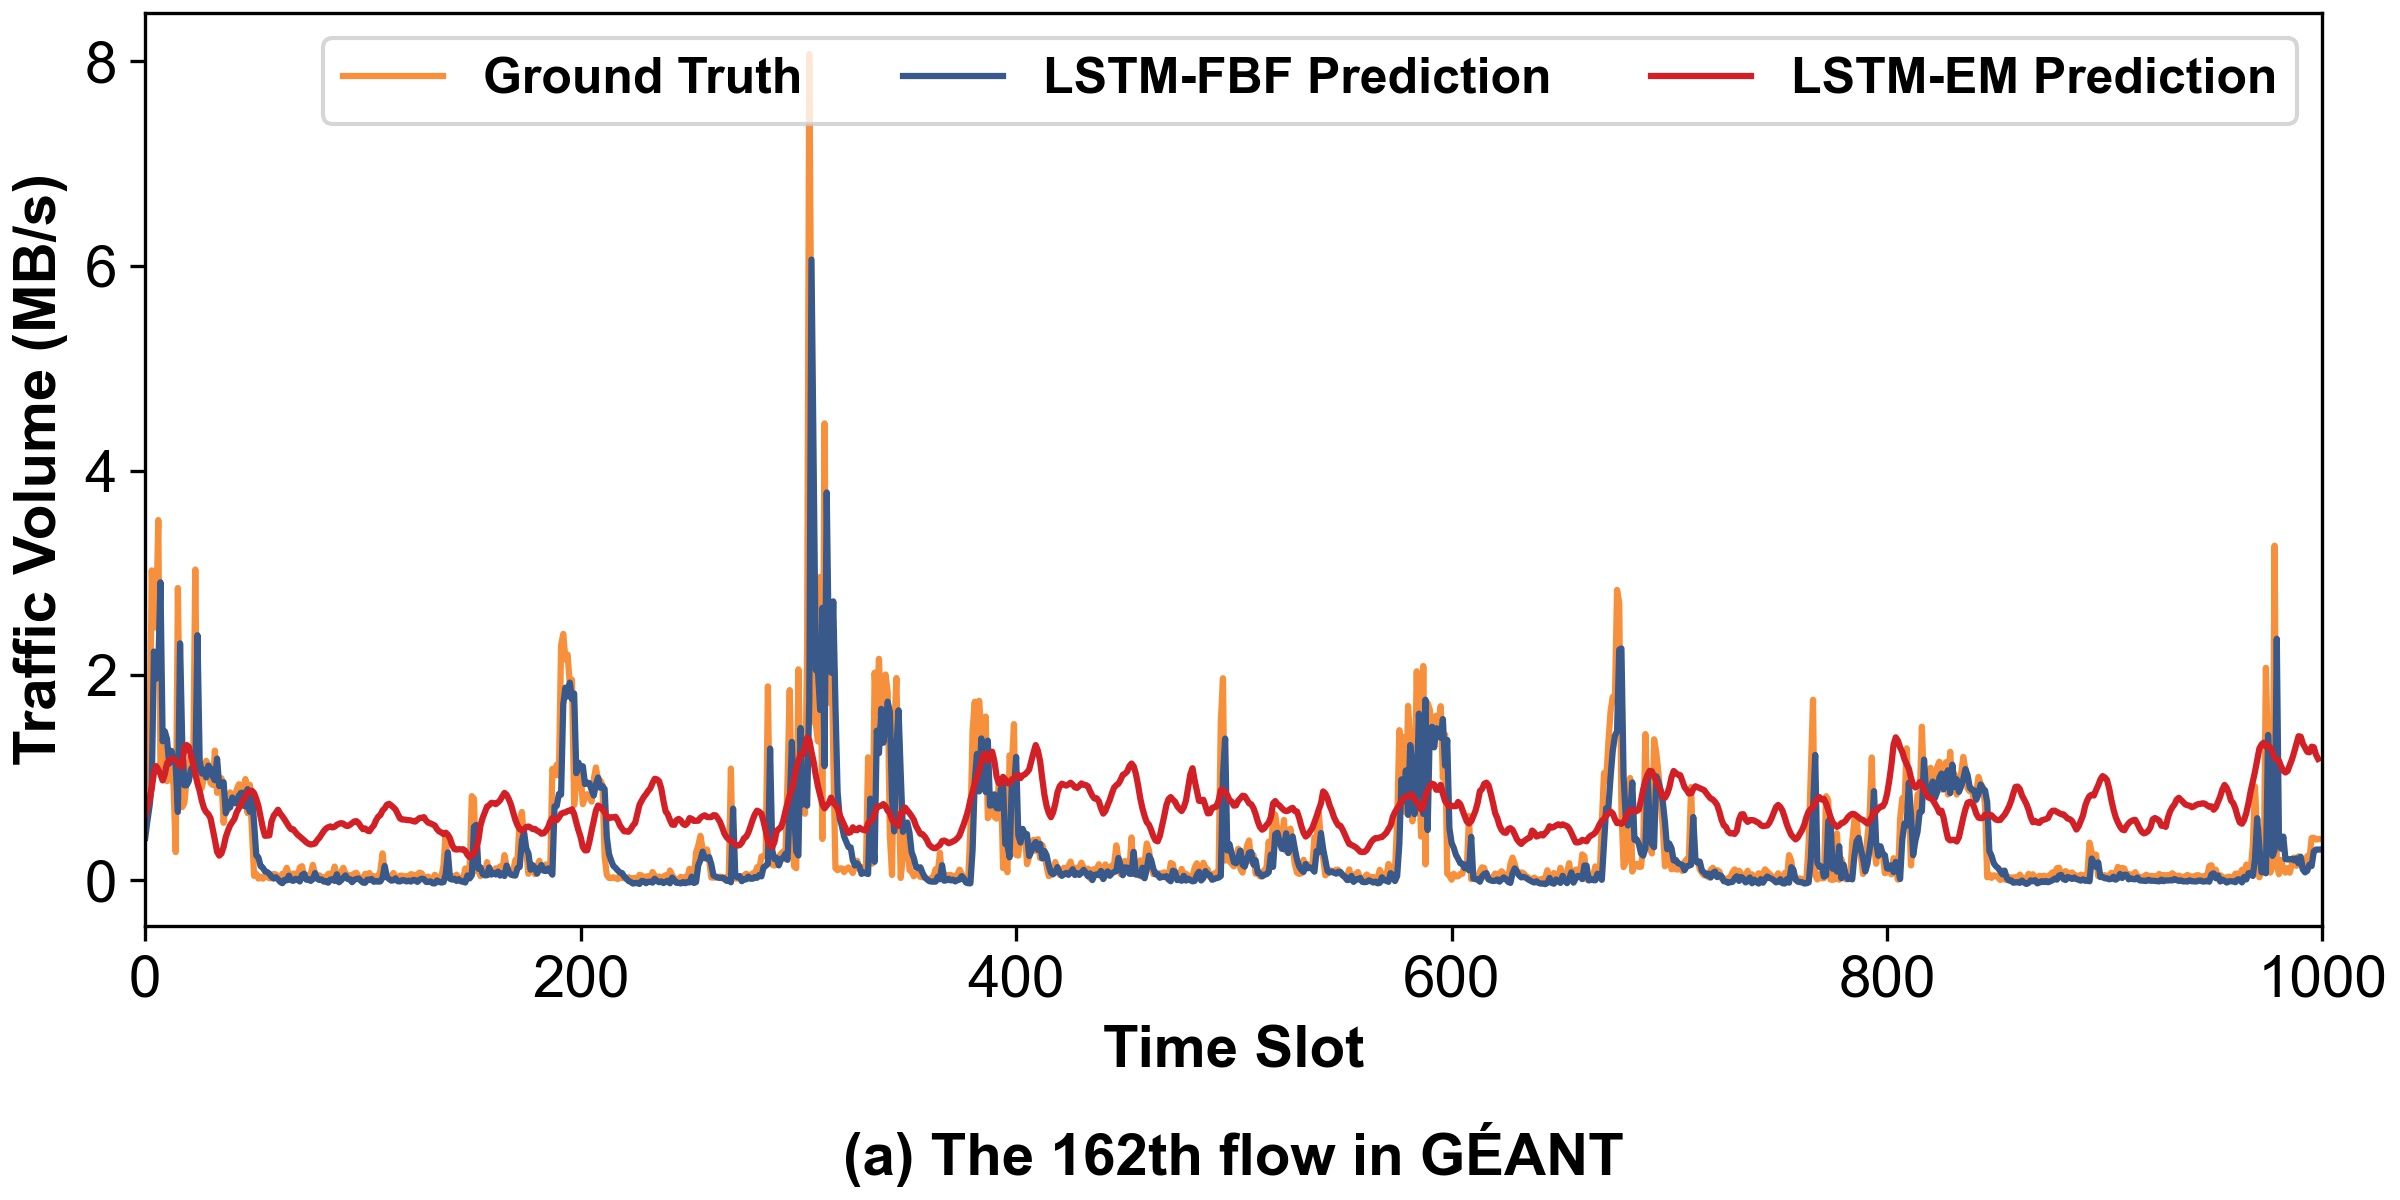 Ground Truth LSTM-FBF Prediction LSTM-EM Prediction
Traffic Volume (MB/s)
8
6
4
2
0
0 200 400 600 800 1000
Time Slot
(a) The 162th flow in GÉANT